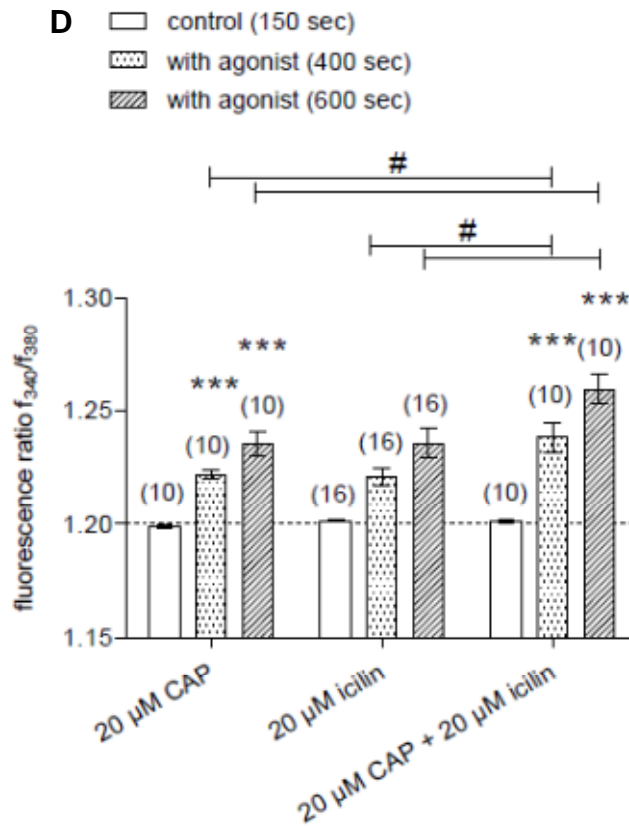 D
control (150 sec)
with agonist (400 sec)
with agonist (600 sec)
#
#
fluorescence ratio f340/f380
1.30
1.25
1.20
1.15
(10)
***
(10)
***
(10)
(16)
(16)
(16)
(10)
***
(10)
***
(10)
20 µM CAP
20 µM icilin
20 µM CAP + 20 µM icilin